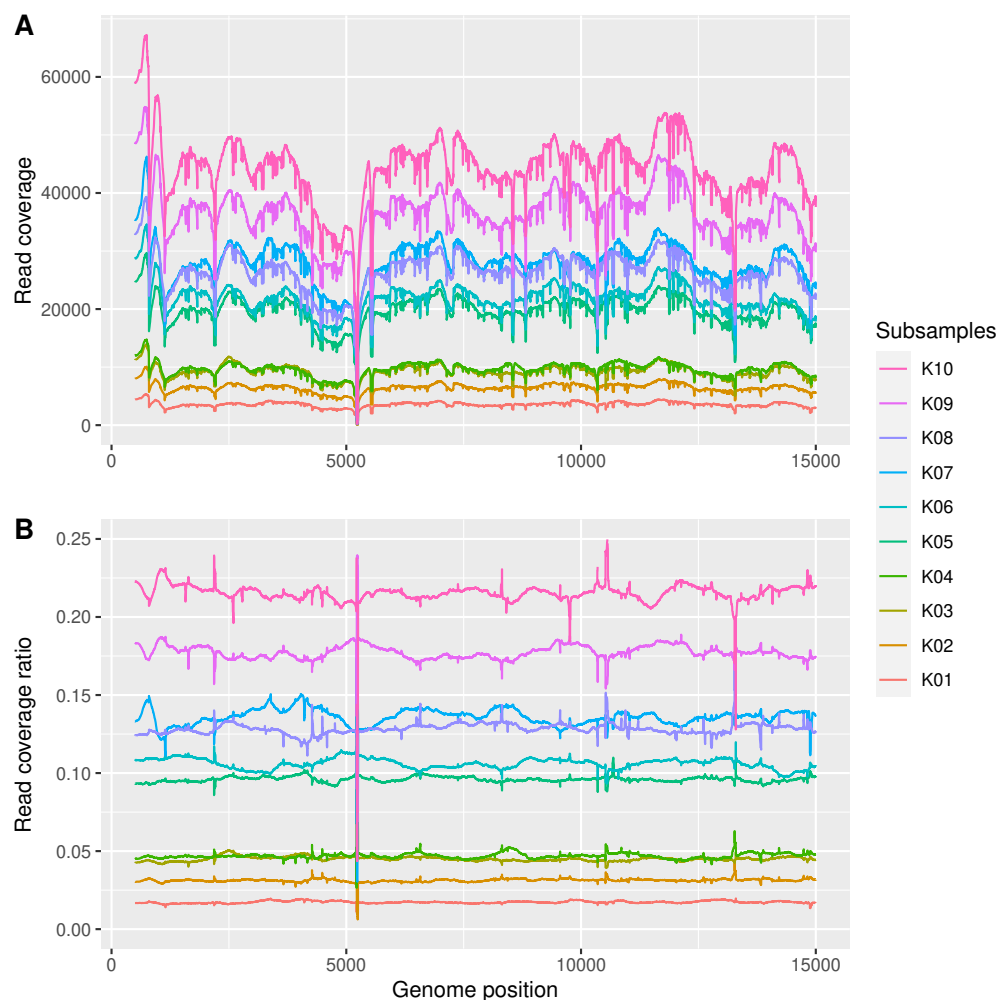 A
60000
40000
20000
0
Read coverage
0 5000 10000 15000
B
0.25
0.20
0.15
0.10
0.05
0.00
Read coverage ratio
0 5000 10000 15000
Genome position
Subsamples
K10
K09
K08
K07
K06
K05
K04
K03
K02
K01